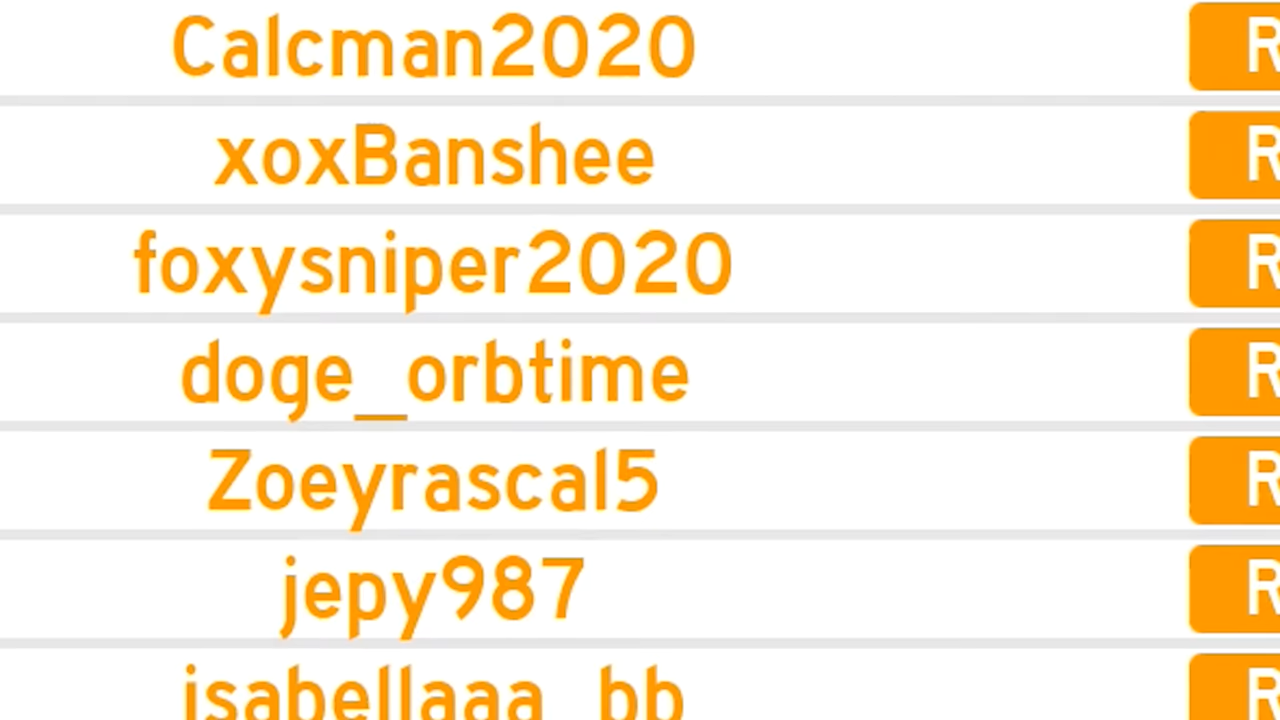 Calcman2020 R
xoxBanshee R
foxysniper2020 R
doge_orbtime R
Zoeyrascal5 R
jepy987 R
isabellaaa_bb R